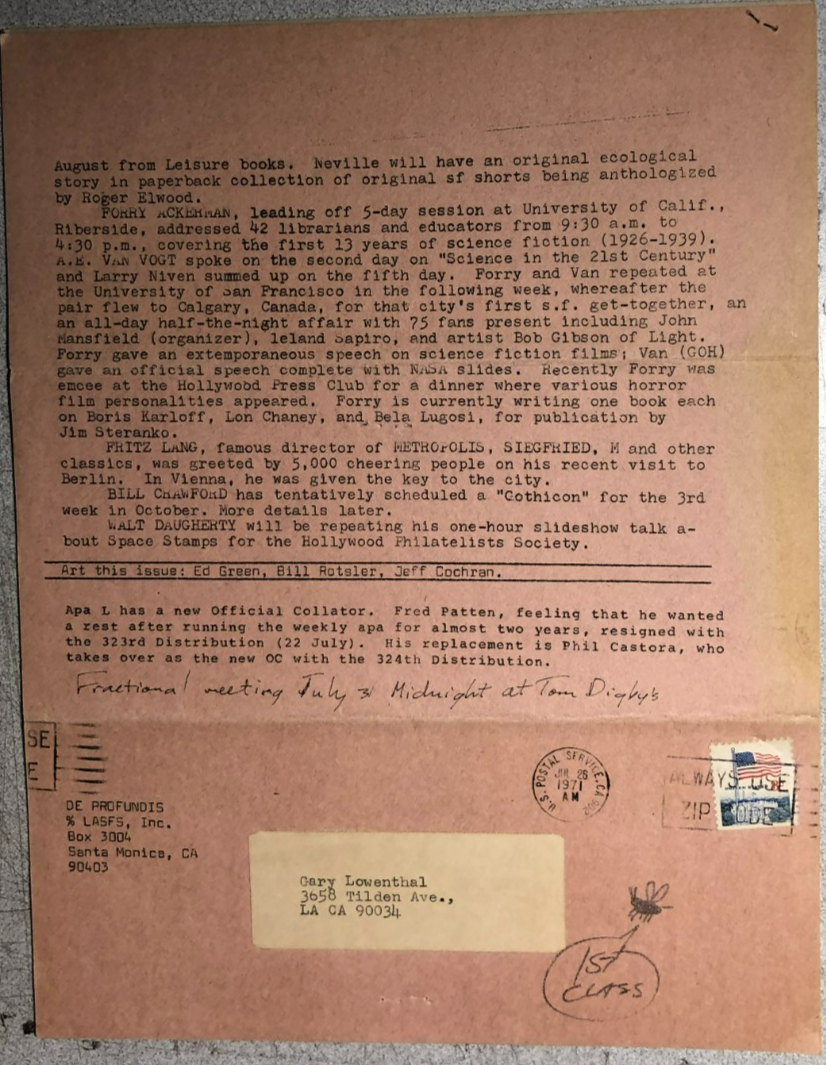 August from Leisure books. Neville will have an original ecological
story in paperback collection of original sf shorts being anthologized
by Roger Elwood.
FORRY ACKERMAN, leading off 5-day session at University of Calif.,
Riberside, addressed 42 librarians and educators from 9:30 a.m. to
4:30 p.m., covering the first 13 years of science fiction (1926-1939).
A.E. VAN VOGT spoke on the second day on "Science in the 21st Century"
and Larry Niven summed up on the fifth day. Forry and Van repeated at
the University of San Francisco in the following week, whereafter the
pair flew to Calgary, Canada, for that city's first s.f. get-together, an
an all-day half-the-night affair with 75 fans present including John
Mansfield (organizer), leland Sapiro, and artist Bob Gibson of Light.
Forry gave an extemporaneous speech on science fiction films; Van (GOH)
gave an official speech complete with NASA slides. Recently Forry was
emcee at the Hollywood Press Club for a dinner where various horror
film personalities appeared. Forry is currently writing one book each
on Boris Karloff, Lon Chaney, and Bela Lugosi, for publication by
Jim Steranko.
FRITZ LANG, famous director of METROPOLIS, SIEGFRIED, M and other
classics, was greeted by 5,000 cheering people on his recent visit to
Berlin. In Vienna, he was given the key to the city.
BILL CRAWFORD has tentatively scheduled a "Gothicon" for the 3rd
week in October. More details later.
WALT DAUGHERTY will be repeating his one-hour slideshow talk a-
bout Space Stamps for the Hollywood Philatelists Society.
Art this issue: Ed Green, Bill Rotsler, Jeff Cochran.
Apa L has a new Official Collator. Fred Patten, feeling that he wanted
a rest after running the weekly apa for almost two years, resigned with
the 323rd Distribution (22 July). His replacement is Phil Castora, who
takes over as the new OC with the 324th Distribution.
Fractional meeting July 31 Midnight at Tom Digby's
SE
E
U.S. POSTAL SERVICE, CA
JUL 26
1971
AM
ALWAYS USE
ZIP CODE
DE PROFUNDIS
% LASFS, Inc.
Box 3004
Santa Monica, CA
90403
Gary Lowenthal
3658 Tilden Ave.,
LA CA 90034
1ST
CLASS